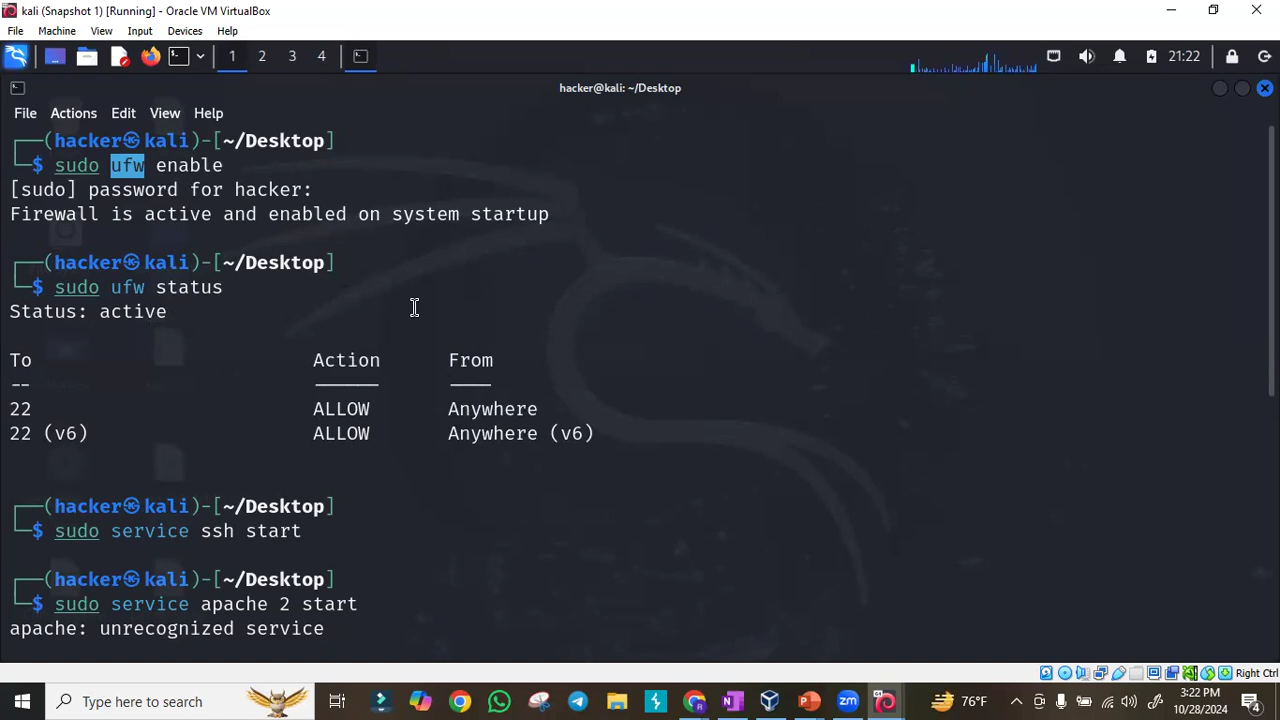 kali (Snapshot 1) [Running] - Oracle VM VirtualBox
File Machine View Input Devices Help
1 2 3 4 21:22
hacker@kali: ~/Desktop
File Actions Edit View Help
┌──(hacker㉿kali)-[~/Desktop]
└─$ sudo ufw enable
[sudo] password for hacker:
Firewall is active and enabled on system startup
┌──(hacker㉿kali)-[~/Desktop]
└─$ sudo ufw status
Status: active
To Action From
-- ------ ----
22 ALLOW Anywhere
22 (v6) ALLOW Anywhere (v6)
┌──(hacker㉿kali)-[~/Desktop]
└─$ sudo service ssh start
┌──(hacker㉿kali)-[~/Desktop]
└─$ sudo service apache 2 start
apache: unrecognized service
Right Ctrl
Type here to search 76°F 3:22 PM
10/28/2024 4